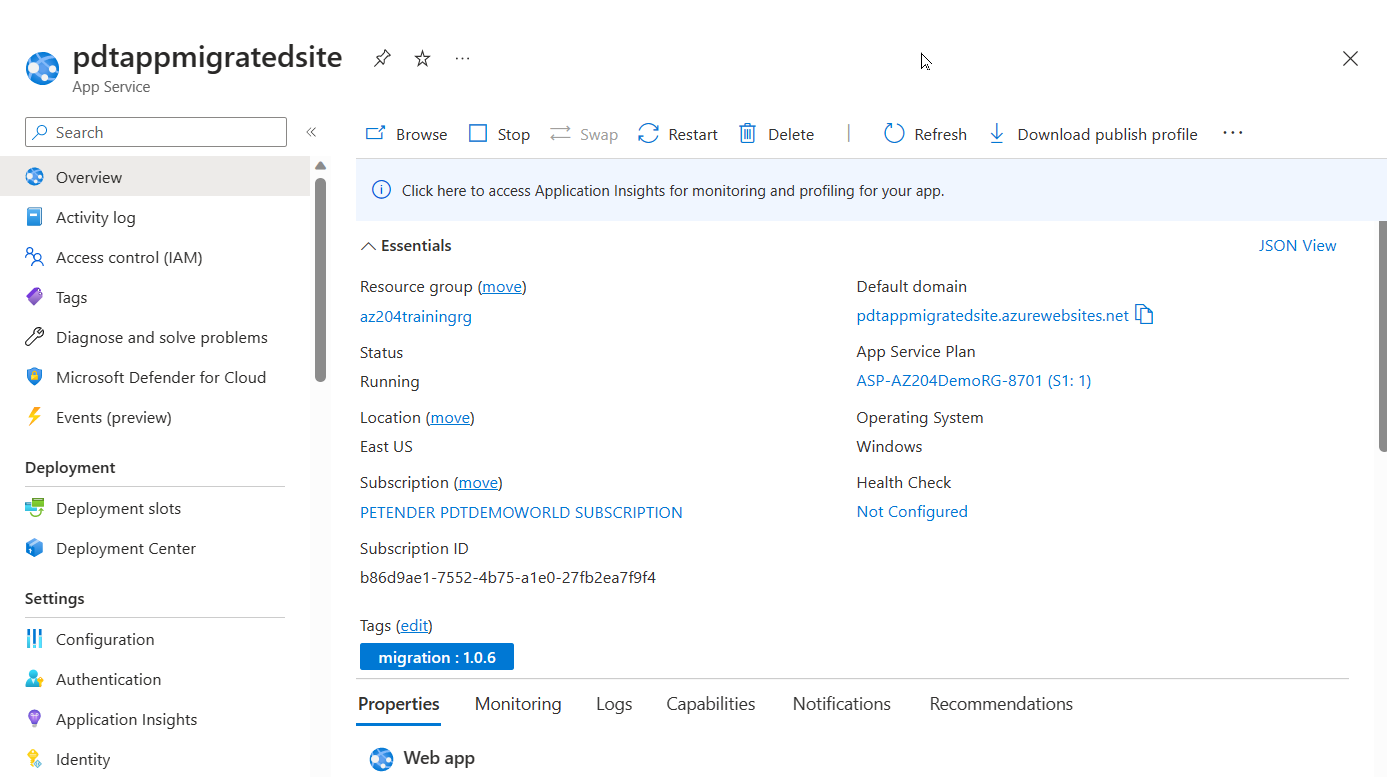 pdtappmigratedsite
App Service
Search
Overview
Activity log
Access control (IAM)
Tags
Diagnose and solve problems
Microsoft Defender for Cloud
Events (preview)
Deployment
Deployment slots
Deployment Center
Settings
Configuration
Authentication
Application Insights
Identity
Browse Stop Swap Restart Delete Refresh Download publish profile
Click here to access Application Insights for monitoring and profiling for your app.
Essentials JSON View
Resource group (move)
az204trainingrg
Status
Running
Location (move)
East US
Subscription (move)
PETENDER PDTDEMOWORLD SUBSCRIPTION
Subscription ID
b86d9ae1-7552-4b75-a1e0-27fb2ea7f9f4
Default domain
pdtappmigratedsite.azurewebsites.net
App Service Plan
ASP-AZ204DemoRG-8701 (S1: 1)
Operating System
Windows
Health Check
Not Configured
Tags (edit)
migration : 1.0.6
Properties Monitoring Logs Capabilities Notifications Recommendations
Web app